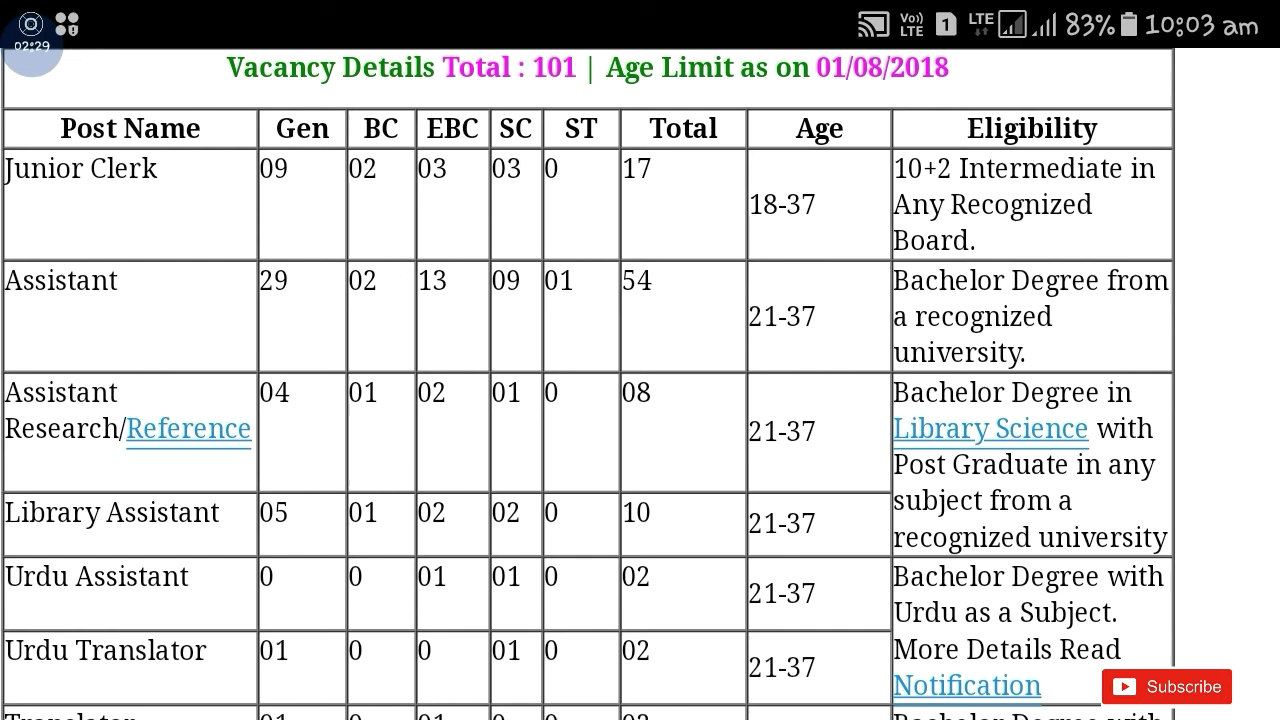 02:29
Vo)) LTE 1 LTE 83% 10:03 am
Vacancy Details Total : 101 | Age Limit as on 01/08/2018
Post Name Gen BC EBC SC ST Total Age Eligibility
Junior Clerk 09 02 03 03 0 17 18-37 10+2 Intermediate in
Any Recognized
Board.
Assistant 29 02 13 09 01 54 21-37 Bachelor Degree from
a recognized
university.
Assistant
Research/Reference 04 01 02 01 0 08 21-37 Bachelor Degree in
Library Science with
Post Graduate in any
subject from a
recognized university
Library Assistant 05 01 02 02 0 10 21-37
Urdu Assistant 0 0 01 01 0 02 21-37 Bachelor Degree with
Urdu as a Subject.
More Details Read
Notification
Urdu Translator 01 0 0 01 0 02 21-37
Subscribe